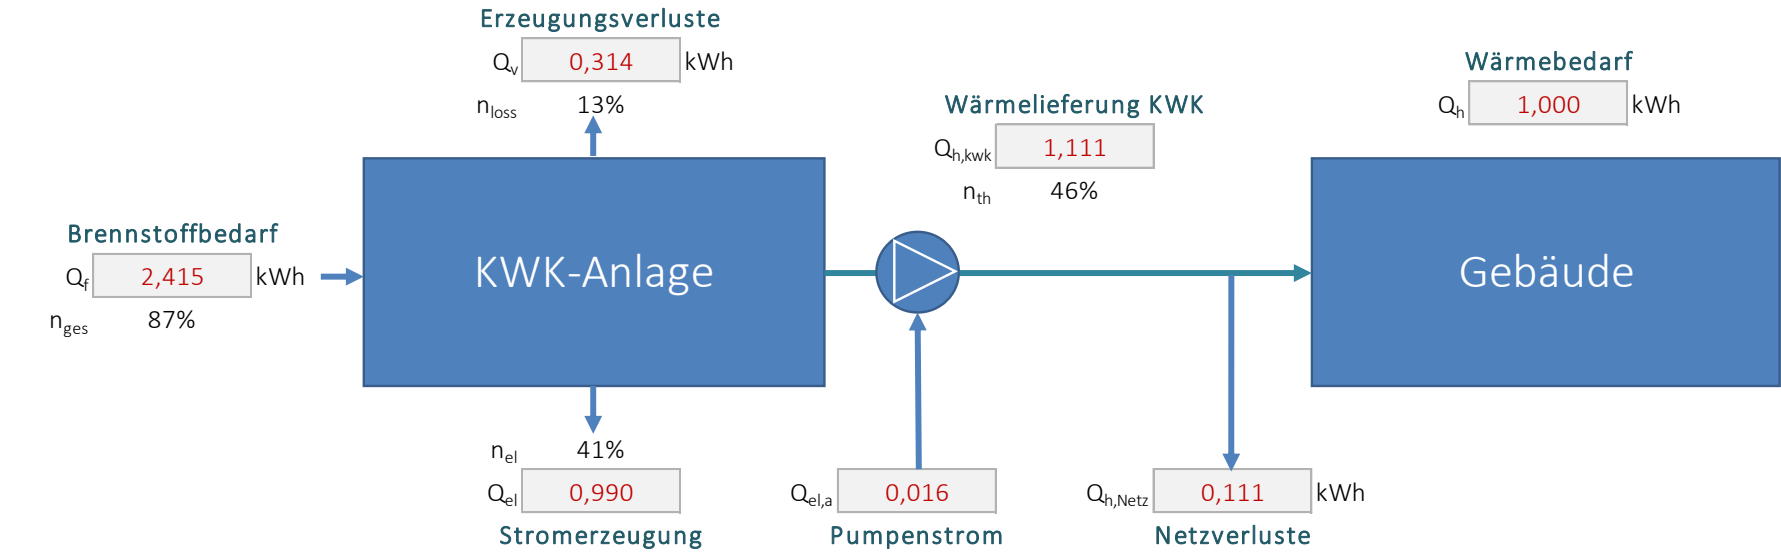 Erzeugungsverluste
Qv 0,314 kWh
nloss 13%
Wärmebedarf
Qh 1,000 kWh
Wärmelieferung KWK
Qh,kwk 1,111
nth 46%
Brennstoffbedarf
Qf 2,415 kWh
nges 87%
KWK-Anlage
Gebäude
nel 41%
Qel 0,990
Stromerzeugung
Qel,a 0,016
Pumpenstrom
Qh,Netz 0,111 kWh
Netzverluste